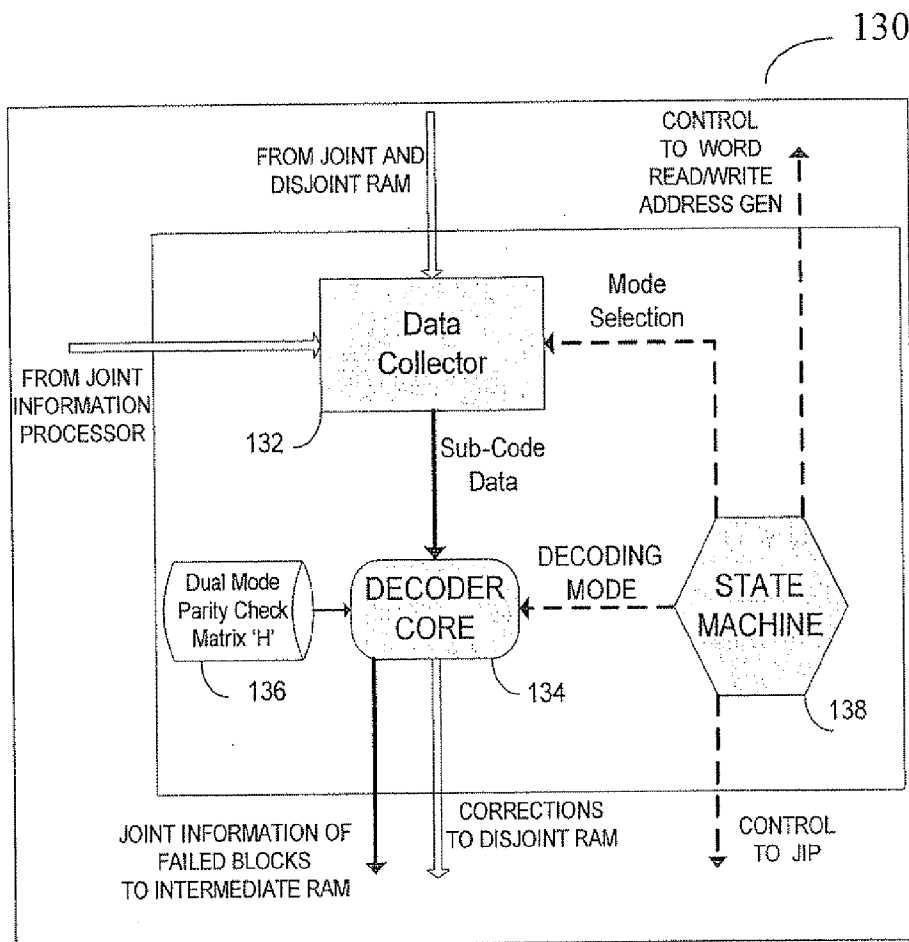 130
CONTROL
TO WORD
READ/WRITE
ADDRESS GEN
FROM JOINT AND
DISJOINT RAM
Mode
Selection
Data
Collector
FROM JOINT
INFORMATION
PROCESSOR
132
Sub-Code
Data
Dual Mode
Parity Check
Matrix 'H'
136
DECODER
CORE
134
DECODING
MODE
STATE
MACHINE
138
JOINT INFORMATION OF
FAILED BLOCKS
TO INTERMEDIATE RAM
CORRECTIONS
TO DISJOINT RAM
CONTROL
TO JIP